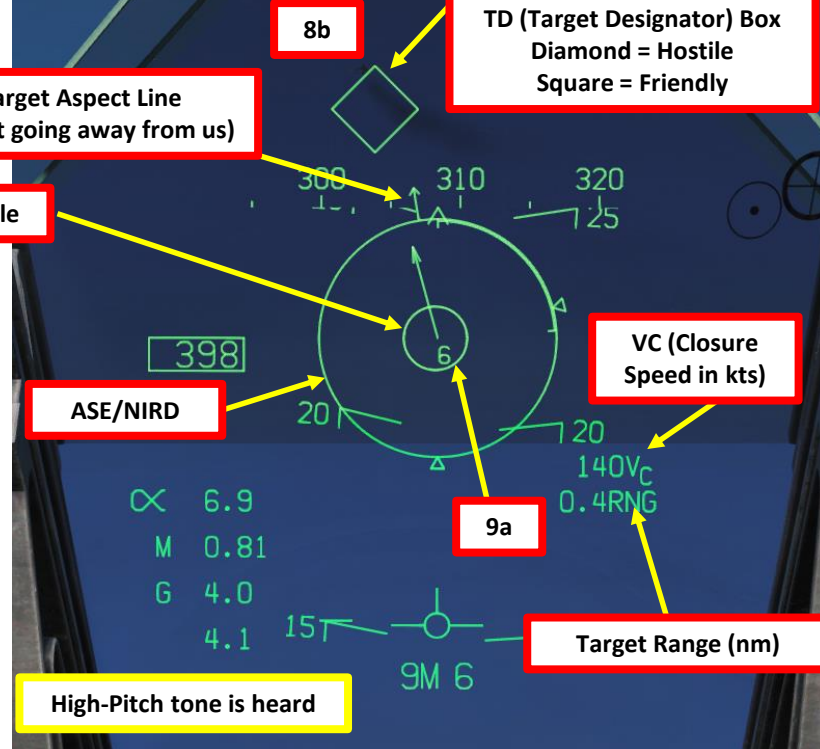 8b
TD (Target Designator) Box
Diamond = Hostile
Square = Friendly
arget Aspect Line
t going away from us)
300 310 320
25
le
6
398
VC (Closure
Speed in kts)
ASE/NIRD
20
20
140VC
0.4RNG
∝ 6.9
M 0.81
G 4.0
4.1
9a
15
Target Range (nm)
9M 6
High-Pitch tone is heard